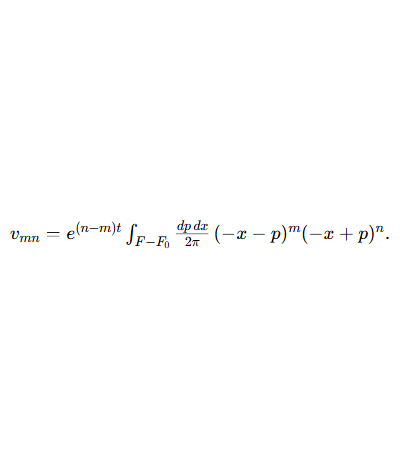 $v_{mn} = e^{(n-m)t} \int_{F-F_0} \frac{dp\,dx}{2\pi} (-x-p)^m (-x+p)^n.$